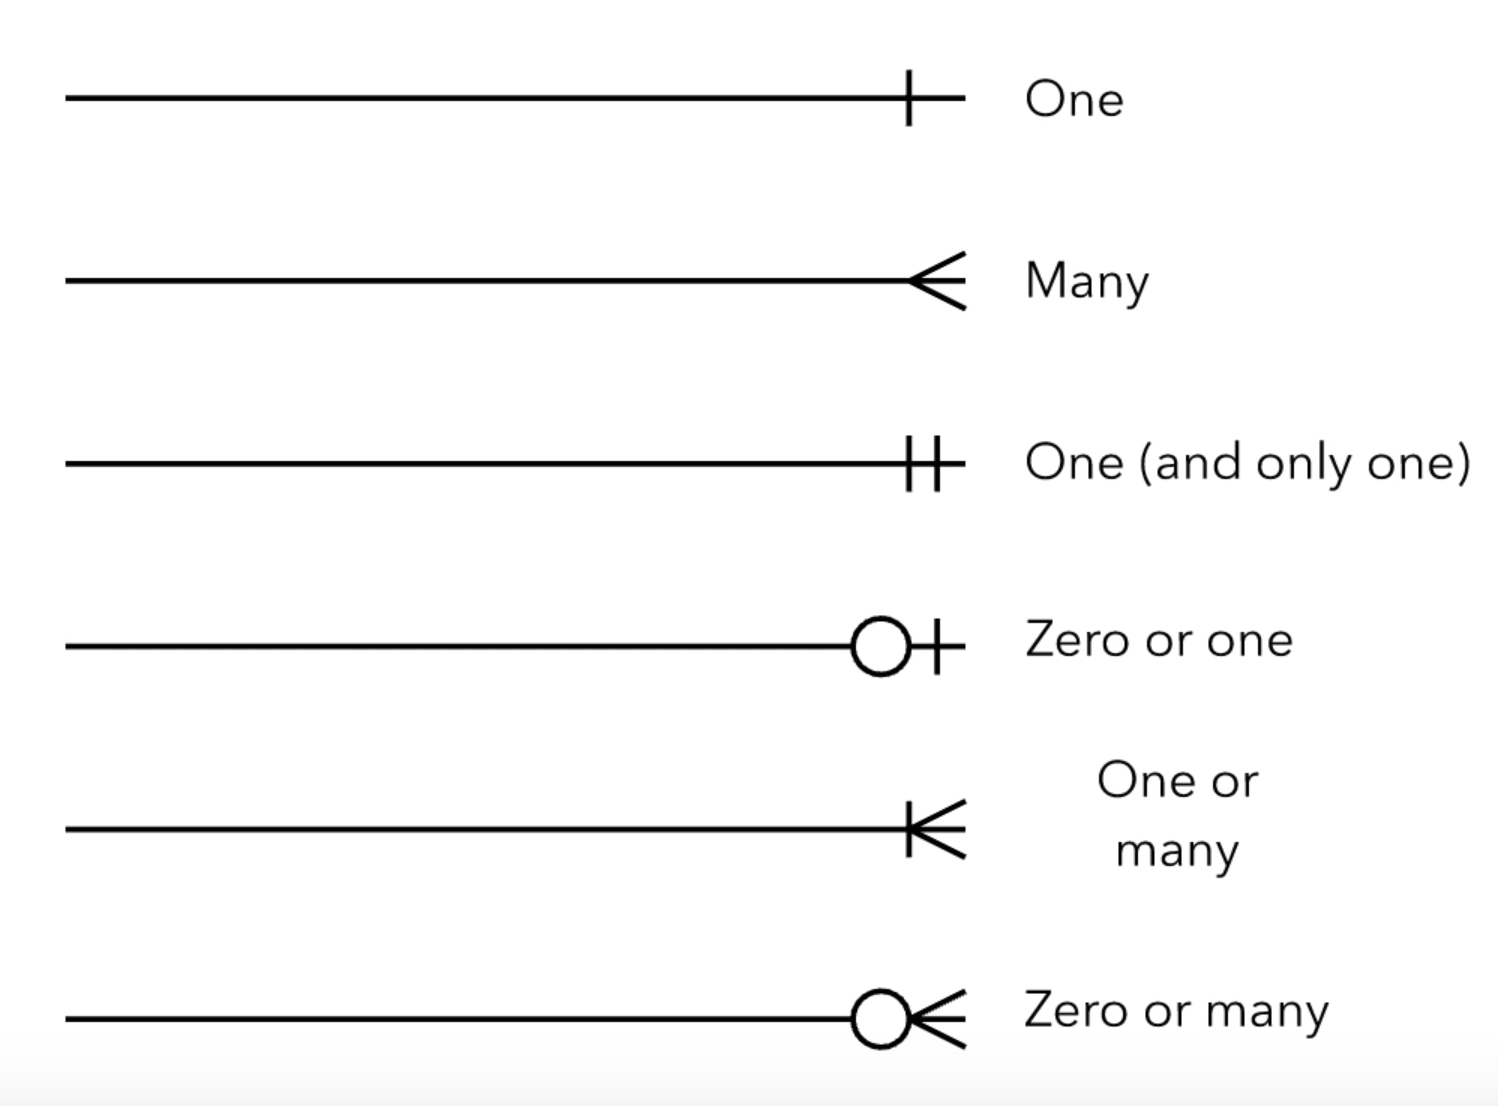 One
Many
One (and only one)
Zero or one
One or
many
Zero or many